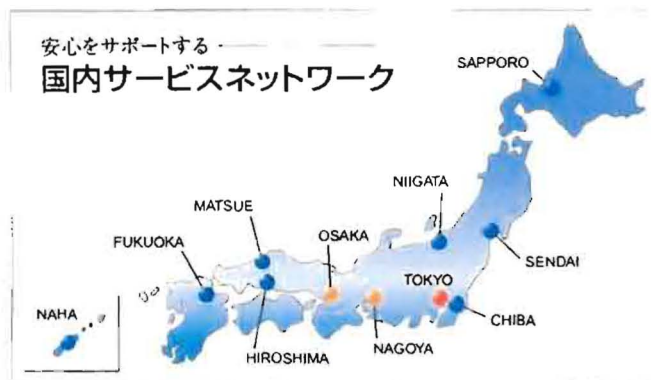 安心をサポートする
国内サービスネットワーク
SAPPORO
NIIGATA
MATSUE
OSAKA
FUKUOKA
SENDAI
TOKYO
NAHA
CHIBA
HIROSHIMA
NAGOYA